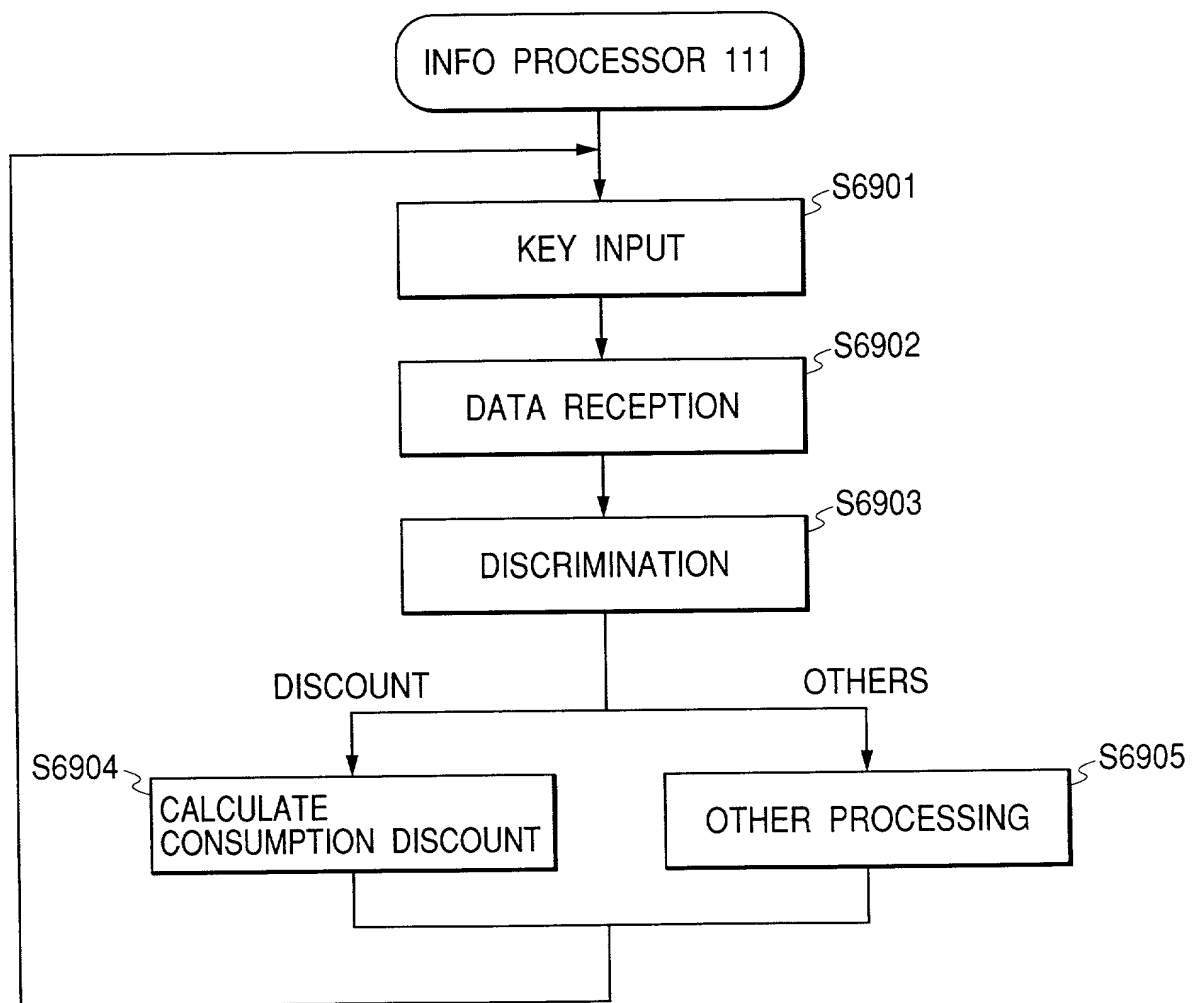 INFO PROCESSOR 111
S6901
KEY INPUT
S6902
DATA RECEPTION
S6903
DISCRIMINATION
DISCOUNT
OTHERS
S6904
CALCULATE
CONSUMPTION DISCOUNT
S6905
OTHER PROCESSING